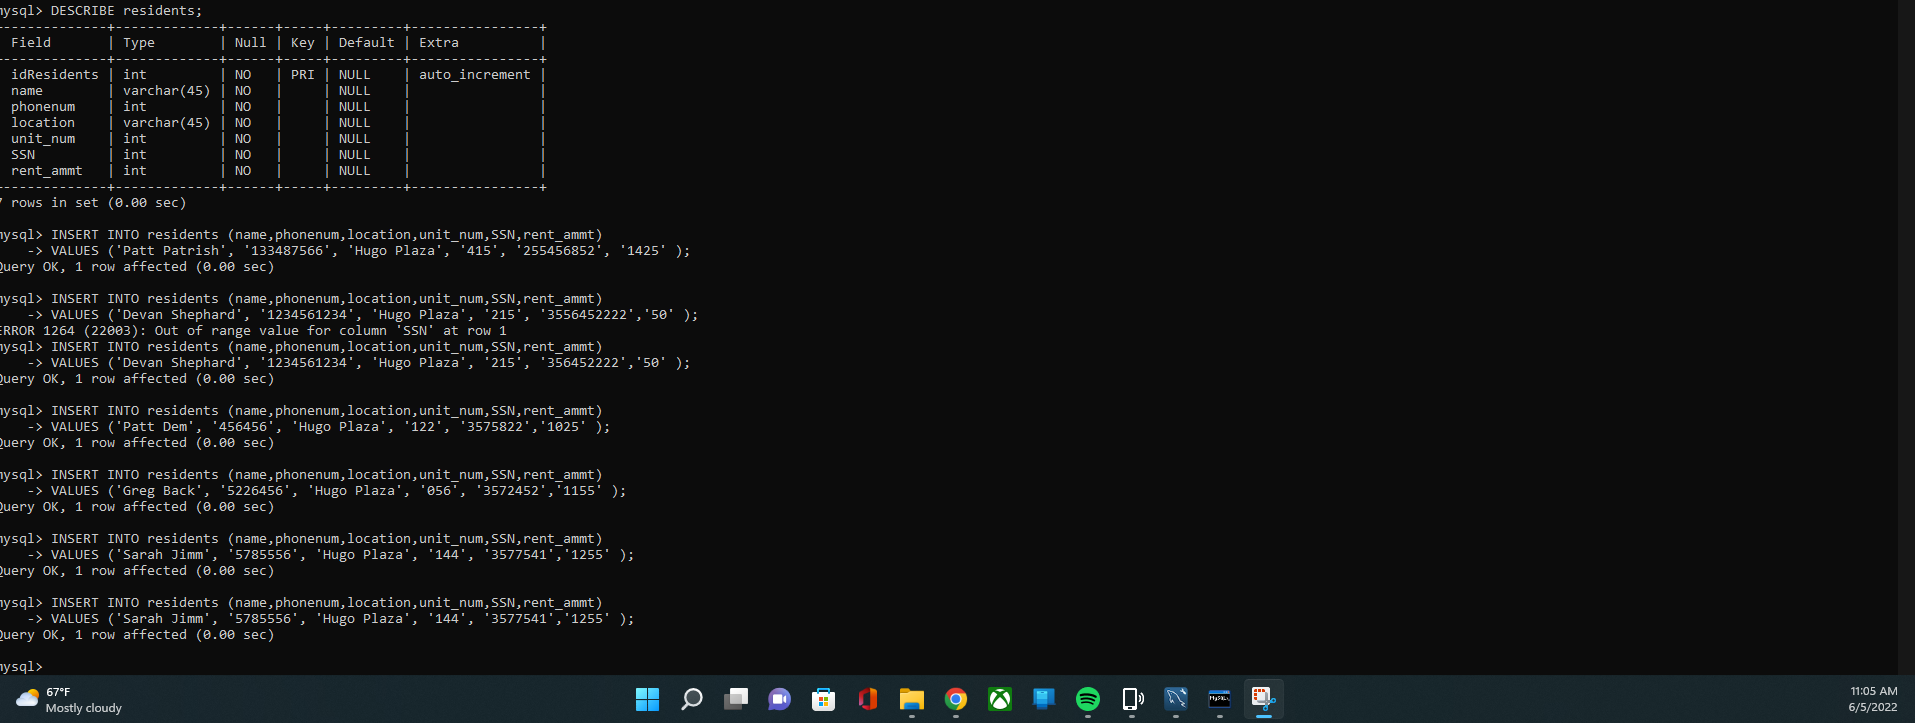 mysql> DESCRIBE residents;
-------------+-------------+------+-----+---------+----------------+
Field | Type | Null | Key | Default | Extra |
-------------+-------------+------+-----+---------+----------------+
idResidents | int | NO | PRI | NULL | auto_increment |
name | varchar(45) | NO | | NULL | |
phonenum | int | NO | | NULL | |
location | varchar(45) | NO | | NULL | |
unit_num | int | NO | | NULL | |
SSN | int | NO | | NULL | |
rent_ammt | int | NO | | NULL | |
-------------+-------------+------+-----+---------+----------------+
7 rows in set (0.00 sec)
mysql> INSERT INTO residents (name,phonenum,location,unit_num,SSN,rent_ammt)
-> VALUES ('Patt Patrish', '133487566', 'Hugo Plaza', '415', '255456852', '1425' );
Query OK, 1 row affected (0.00 sec)
mysql> INSERT INTO residents (name,phonenum,location,unit_num,SSN,rent_ammt)
-> VALUES ('Devan Shephard', '1234561234', 'Hugo Plaza', '215', '3556452222','50' );
ERROR 1264 (22003): Out of range value for column 'SSN' at row 1
mysql> INSERT INTO residents (name,phonenum,location,unit_num,SSN,rent_ammt)
-> VALUES ('Devan Shephard', '1234561234', 'Hugo Plaza', '215', '356452222','50' );
Query OK, 1 row affected (0.00 sec)
mysql> INSERT INTO residents (name,phonenum,location,unit_num,SSN,rent_ammt)
-> VALUES ('Patt Dem', '456456', 'Hugo Plaza', '122', '3575822','1025' );
Query OK, 1 row affected (0.00 sec)
mysql> INSERT INTO residents (name,phonenum,location,unit_num,SSN,rent_ammt)
-> VALUES ('Greg Back', '5226456', 'Hugo Plaza', '056', '3572452','1155' );
Query OK, 1 row affected (0.00 sec)
mysql> INSERT INTO residents (name,phonenum,location,unit_num,SSN,rent_ammt)
-> VALUES ('Sarah Jimm', '5785556', 'Hugo Plaza', '144', '3577541','1255' );
Query OK, 1 row affected (0.00 sec)
mysql> INSERT INTO residents (name,phonenum,location,unit_num,SSN,rent_ammt)
-> VALUES ('Sarah Jimm', '5785556', 'Hugo Plaza', '144', '3577541','1255' );
Query OK, 1 row affected (0.00 sec)
mysql>
67°F
Mostly cloudy
11:05 AM
6/5/2022